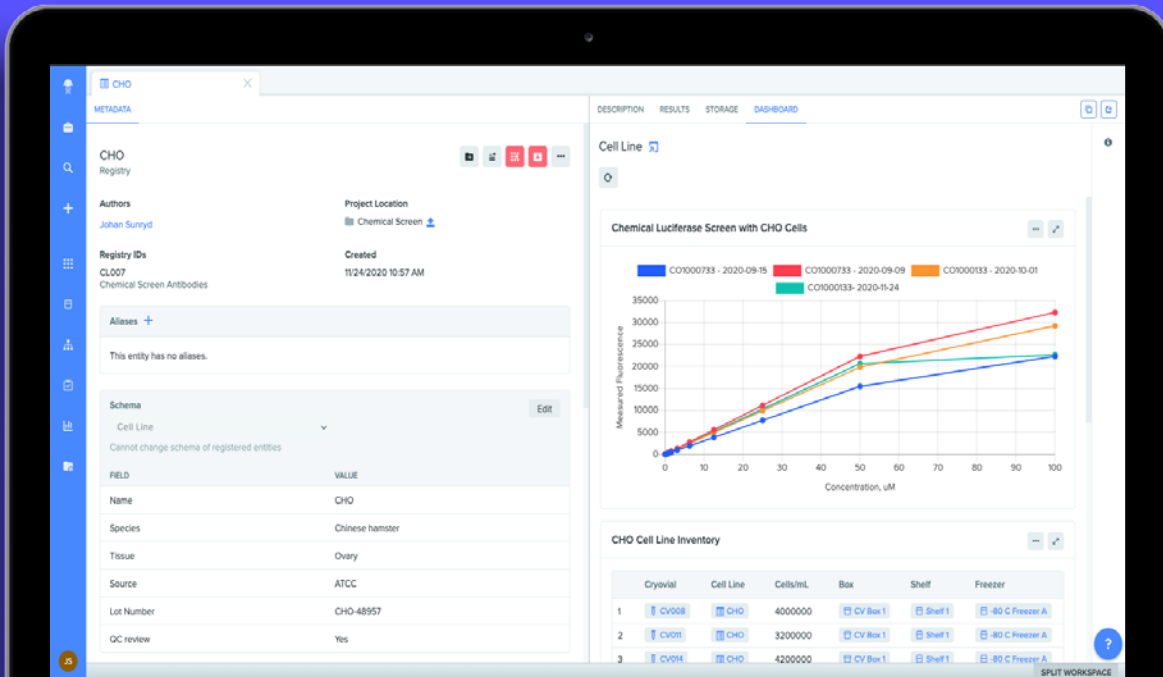 CHO
METADATA
CHO
Registry
Authors
Project Location
Johan Sunryd
Chemical Screen
Registry IDs
Created
CL007
11/24/2020 10:57 AM
Chemical Screen Antibodies
Aliases +
This entity has no aliases.
Schema
Edit
Cell Line
Cannot change schema of registered entities
FIELD VALUE
Name CHO
Species Chinese hamster
Tissue Ovary
Source ATCC
Lot Number CHO-48957
QC review Yes
JS
DESCRIPTION RESULTS STORAGE DASHBOARD
Cell Line
Chemical Luciferase Screen with CHO Cells
CO1000733 - 2020-09-15 CO1000733 - 2020-09-09 CO1000133 - 2020-10-01
CO1000133- 2020-11-24
Measured Fluorescence
35000
30000
25000
20000
15000
10000
5000
0
0 10 20 30 40 50 60 70 80 90 100
Concentration, uM
CHO Cell Line Inventory
Cryovial Cell Line Cells/mL Box Shelf Freezer
1 CV008 CHO 4000000 CV Box 1 Shelf 1 -80 C Freezer A
2 CV011 CHO 3200000 CV Box 1 Shelf 1 -80 C Freezer A
3 CV014 CHO 4200000 CV Box 1 Shelf 1 -80 C Freezer A
?
SPLIT WORKSPACE